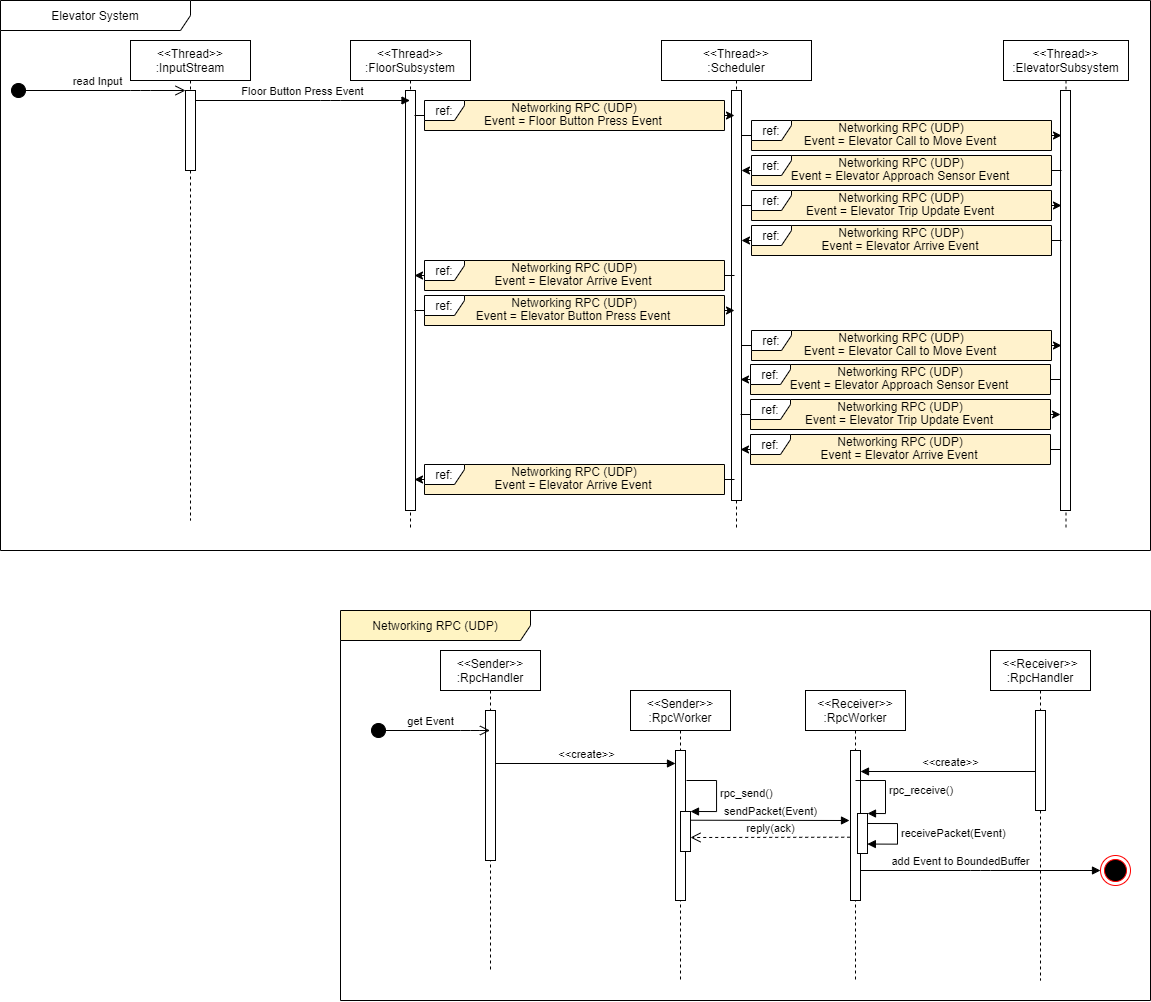 Elevator System
<<Thread>>
:InputStream
<<Thread>>
:FloorSubsystem
<<Thread>>
:Scheduler
<<Thread>>
:ElevatorSubsystem
read Input
Floor Button Press Event
ref:
Networking RPC (UDP)
Event = Floor Button Press Event
ref:
Networking RPC (UDP)
Event = Elevator Call to Move Event
ref:
Networking RPC (UDP)
Event = Elevator Approach Sensor Event
ref:
Networking RPC (UDP)
Event = Elevator Trip Update Event
ref:
Networking RPC (UDP)
Event = Elevator Arrive Event
ref:
Networking RPC (UDP)
Event = Elevator Arrive Event
ref:
Networking RPC (UDP)
Event = Elevator Button Press Event
ref:
Networking RPC (UDP)
Event = Elevator Call to Move Event
ref:
Networking RPC (UDP)
Event = Elevator Approach Sensor Event
ref:
Networking RPC (UDP)
Event = Elevator Trip Update Event
ref:
Networking RPC (UDP)
Event = Elevator Arrive Event
ref:
Networking RPC (UDP)
Event = Elevator Arrive Event
Networking RPC (UDP)
<<Sender>>
:RpcHandler
<<Receiver>>
:RpcHandler
<<Sender>>
:RpcWorker
<<Receiver>>
:RpcWorker
get Event
<<create>>
<<create>>
rpc_send()
rpc_receive()
sendPacket(Event)
reply(ack)
receivePacket(Event)
add Event to BoundedBuffer